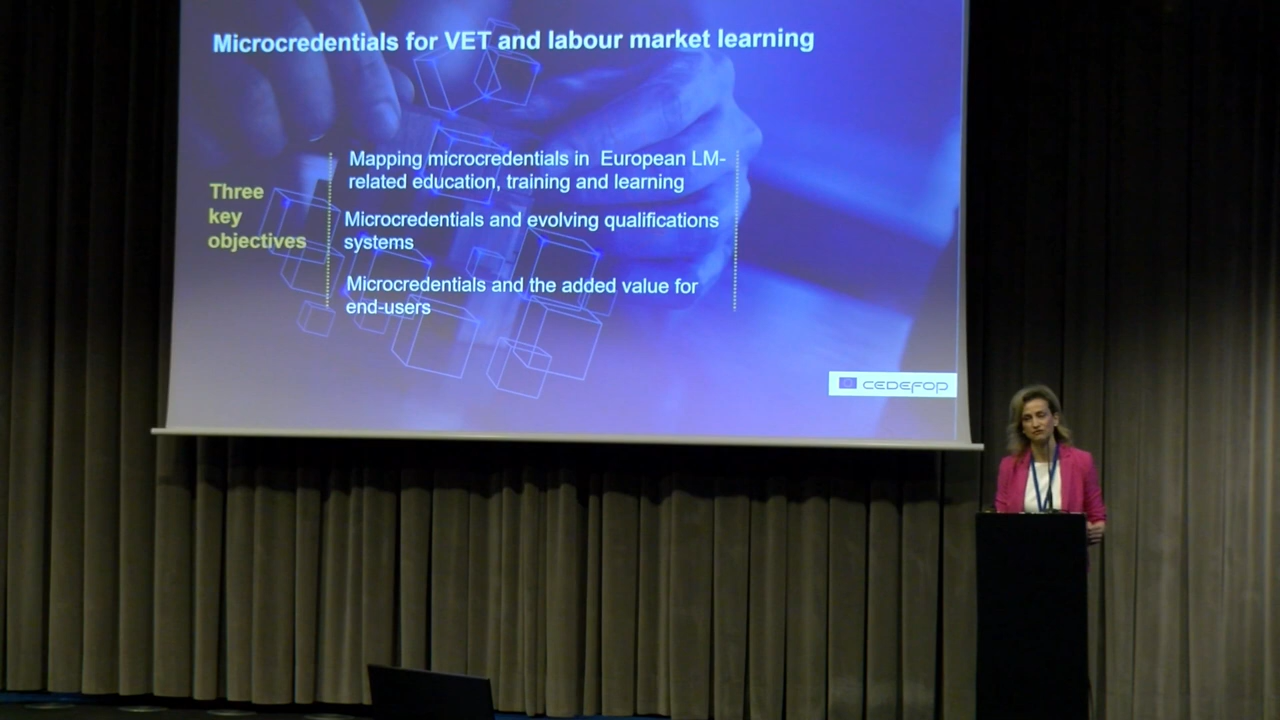 Microcredentials for VET and labour market learning
Three
key
objectives
Mapping microcredentials in European LM-
related education, training and learning
Microcredentials and evolving qualifications
systems
Microcredentials and the added value for
end-users
CEDEFOP